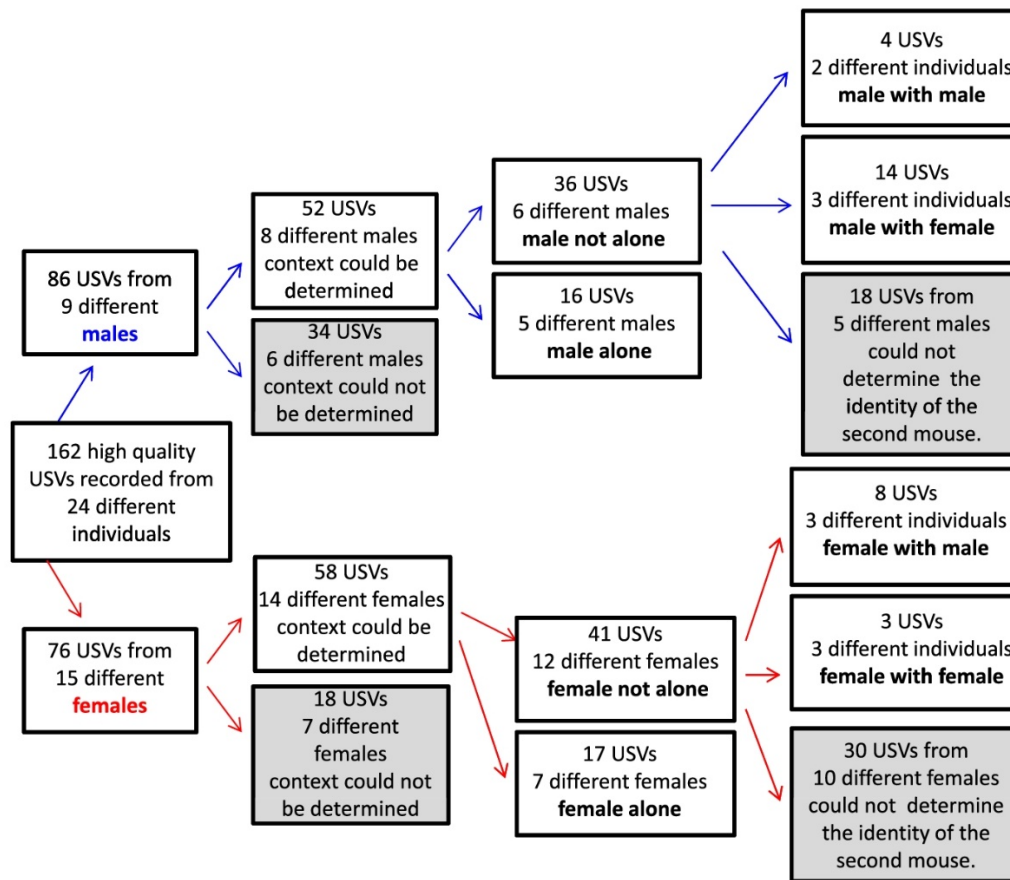 162 high quality
USVs recorded from
24 different
individuals
86 USVs from
9 different
males
52 USVs
8 different males
context could be
determined
34 USVs
6 different males
context could not
be determined
36 USVs
6 different males
male not alone
16 USVs
5 different males
male alone
4 USVs
2 different individuals
male with male
14 USVs
3 different individuals
male with female
18 USVs from
5 different males
could not
determine the
identity of the
second mouse.
76 USVs from
15 different
females
58 USVs
14 different females
context could be
determined
18 USVs
7 different
females
context could not
be determined
41 USVs
12 different females
female not alone
17 USVs
7 different females
female alone
8 USVs
3 different individuals
female with male
3 USVs
3 different individuals
female with female
30 USVs from
10 different females
could not determine
the identity of the
second mouse.